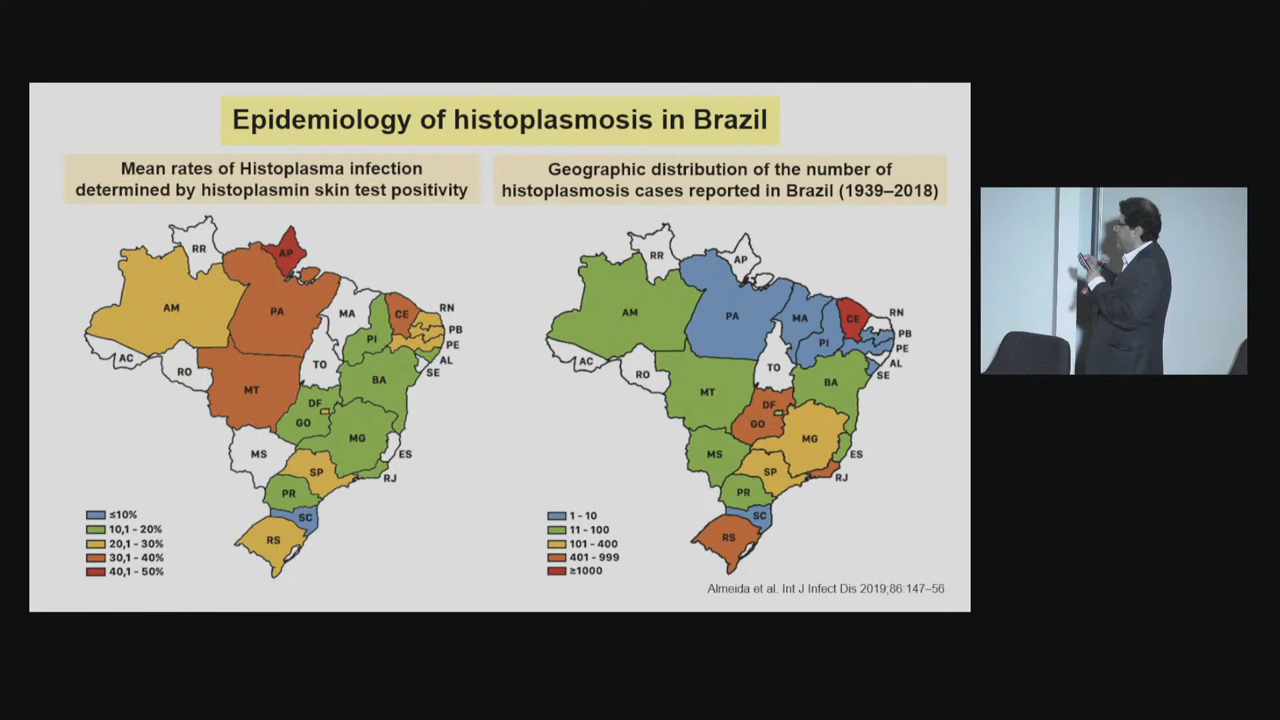 Epidemiology of histoplasmosis in Brazil
Mean rates of Histoplasma infection
determined by histoplasmin skin test positivity
RR
AP
AM
PA
MA
CE
RN
PB
PE
AL
SE
PI
AC
RO
TO
MT
BA
DF
GO
MG
MS
ES
SP
RJ
PR
SC
RS
≤10%
10,1 - 20%
20,1 - 30%
30,1 - 40%
40,1 - 50%
Geographic distribution of the number of
histoplasmosis cases reported in Brazil (1939–2018)
RR
AP
AM
PA
MA
CE
RN
PB
PE
AL
SE
PI
AC
RO
TO
MT
BA
DF
GO
MG
MS
ES
SP
RJ
PR
SC
RS
1 - 10
11 - 100
101 - 400
401 - 999
≥1000
Almeida et al. Int J Infect Dis 2019;86:147–56